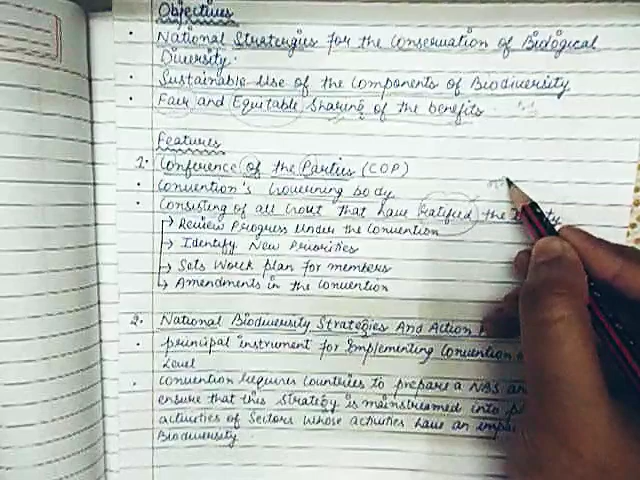 Objectives
• National Stratergies for the Conservation of Biological
Diversity.
• Sustainable Use of the Components of Biodiversity
• Fair and Equitable Sharing of the benefits
Features
1. Conference of the Parties (COP)
• Convention's Governing body
• Consisting of all Govt that have ratified the
→ Review Progress Under the Convention
→ Identify New Priorities
→ Sets Work plan for members
→ Amendments in the Convention
2. National Biodiversity Strategies And Action
• principal instrument for Implementing Convention
Level
• Convention Requires Countries to prepare a NBS
ensure that this Strategy is mainstreamed into
activities of Sectors whose activities have an
Biodiversity